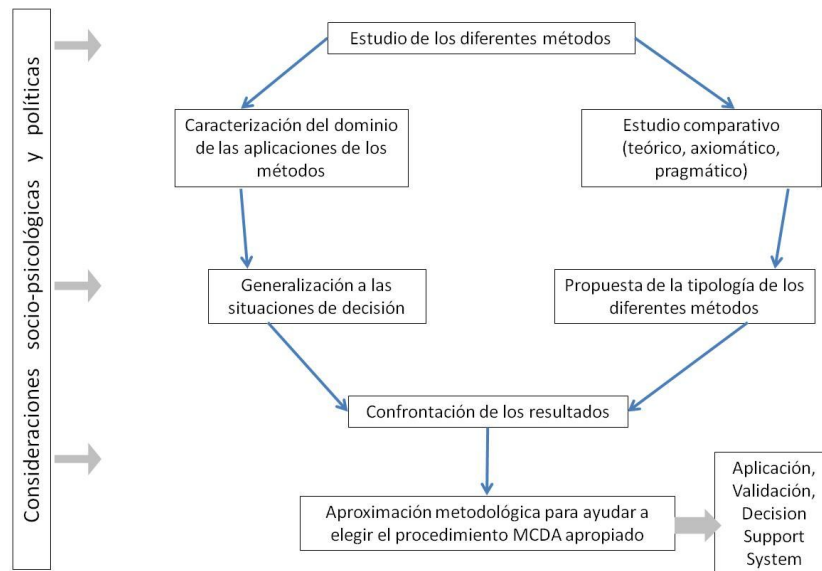 Consideraciones socio-psicológicas y políticas
Estudio de los diferentes métodos
Caracterización del dominio
de las aplicaciones de los
métodos
Estudio comparativo
(teórico, axiomático,
pragmático)
Generalización a las
situaciones de decisión
Propuesta de la tipología de los
diferentes métodos
Confrontación de los resultados
Aproximación metodológica para ayudar a
elegir el procedimiento MCDA apropiado
Aplicación,
Validación,
Decision
Support
System